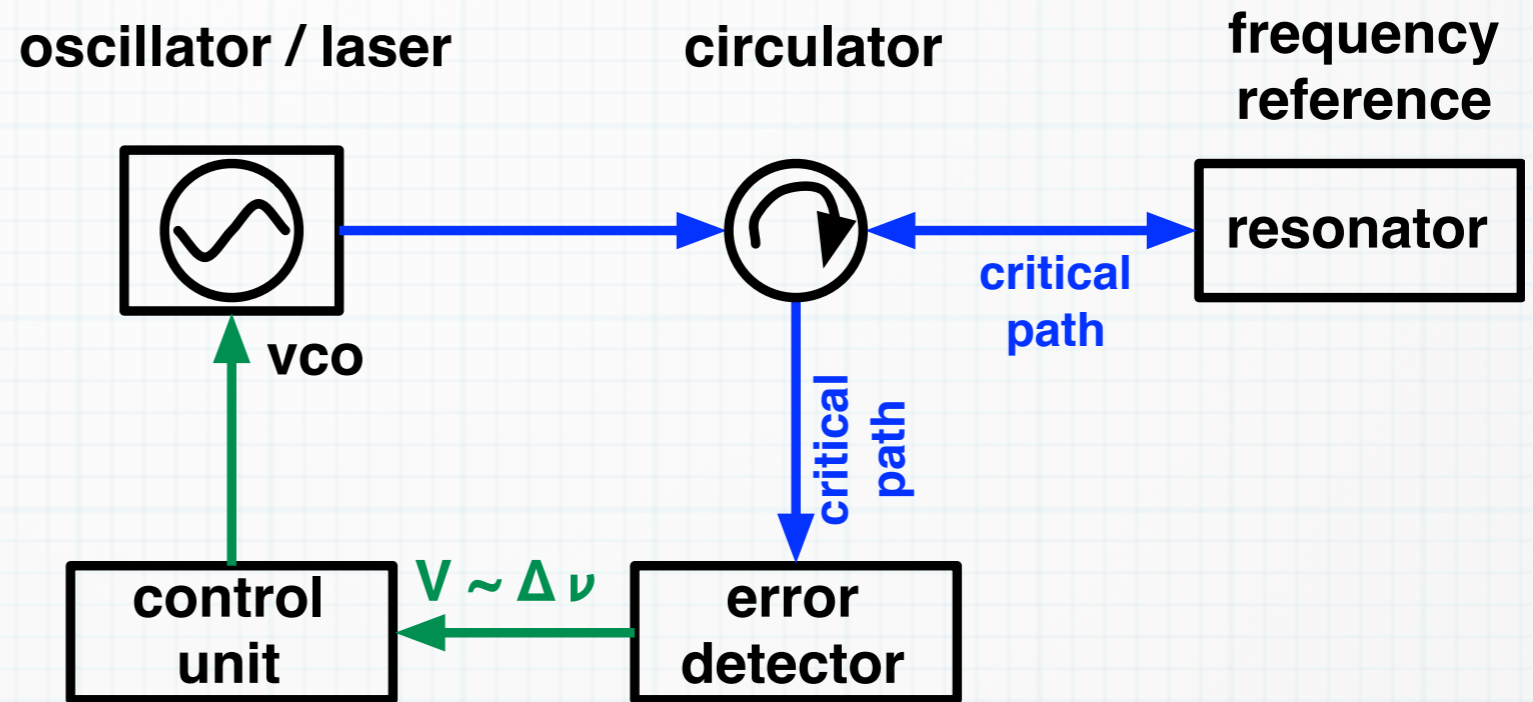 oscillator / laser
circulator
frequency
reference
resonator
critical
path
vco
critical
path
control
unit
V ~ Δ ν
error
detector